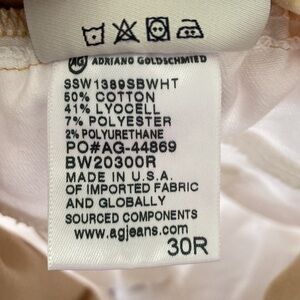 AG ADRIANO GOLDSCHMIED
SSW1389SBWHT
50% COTTON
41% LYOCELL
7% POLYESTER
2% POLYURETHANE
PO#AG-44869
BW20300R
MADE IN U.S.A.
OF IMPORTED FABRIC
AND GLOBALLY
SOURCED COMPONENTS
www.agjeans.com
30R